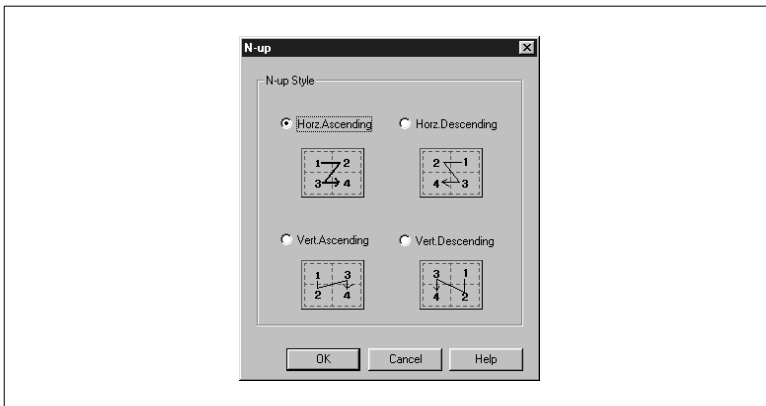 N-up
N-up Style
Horz.Ascending Horz.Descending
1 2 2 1
3 4 4 3
Vert.Ascending Vert.Descending
1 3 3 1
2 4 4 2
OK Cancel Help